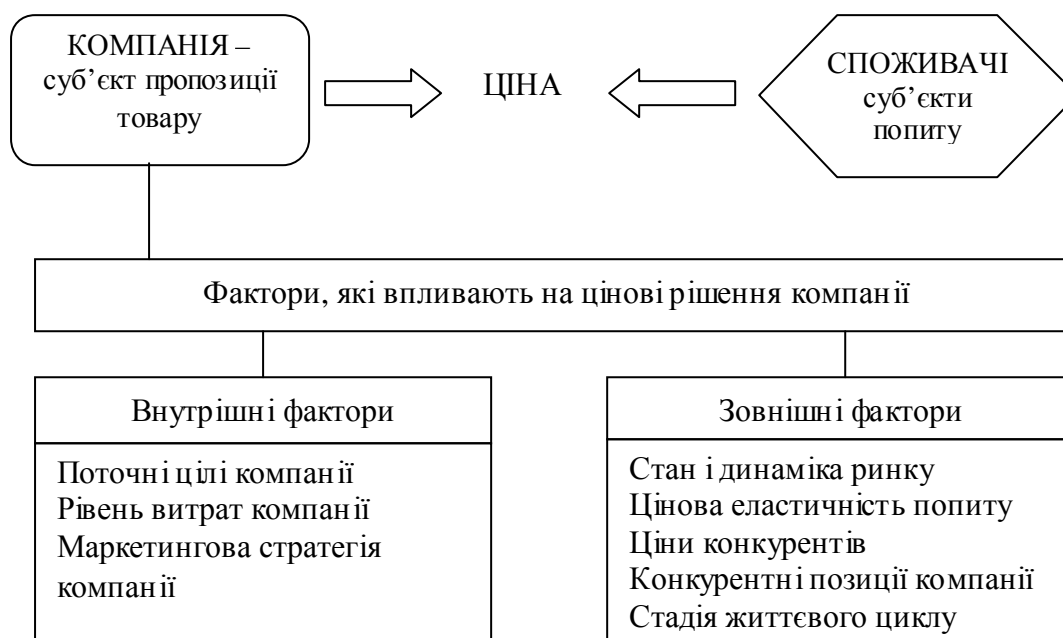 КОМПАНІЯ –
суб’єкт пропозиції
товару
ЦІНА
СПОЖИВАЧІ
суб’єкти
попиту
Фактори, які впливають на цінові рішення компанії
Внутрішні фактори
Поточні цілі компанії
Рівень витрат компанії
Маркетингова стратегія
компанії
Зовнішні фактори
Стан і динаміка ринку
Цінова еластичність попиту
Ціни конкурентів
Конкурентні позиції компанії
Стадія життєвого циклу